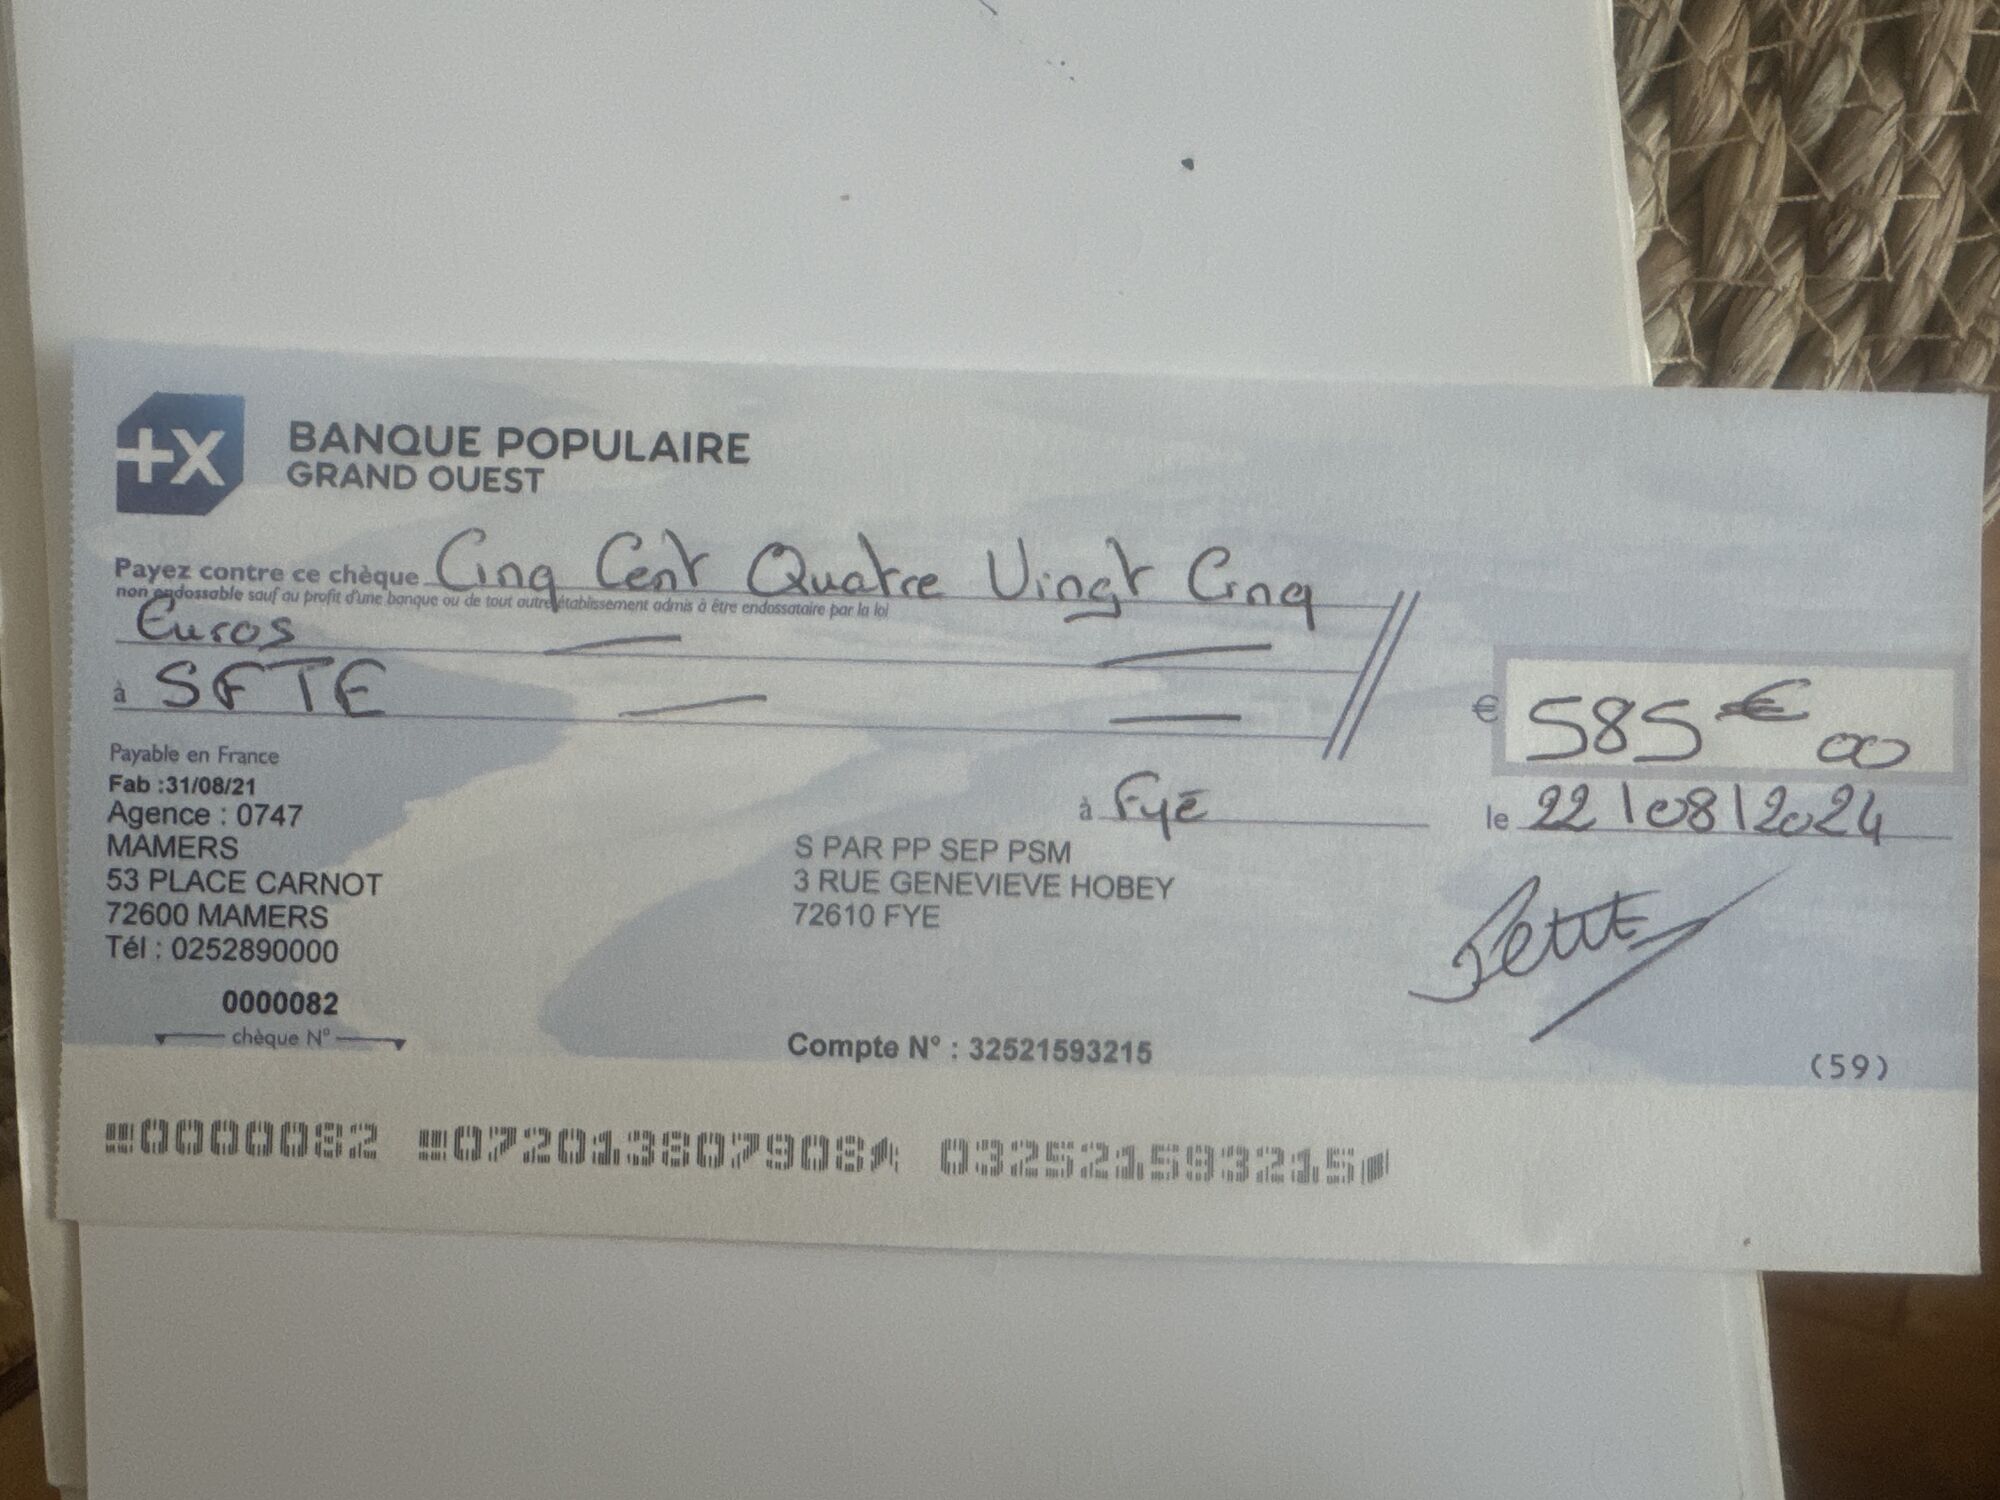 +X
BANQUE POPULAIRE
GRAND OUEST
Payez contre ce chèque Cinq Cent Quatre Vingt Cinq
non endossable sauf au profit d'une banque ou de tout autre établissement admis à être endossataire par la loi
Euros
à SFTE
€ 585 € 00
Payable en France
Fab :31/08/21
Agence : 0747
MAMERS
53 PLACE CARNOT
72600 MAMERS
Tél : 0252890000
à Fyé
le 22/08/2024
S PAR PP SEP PSM
3 RUE GENEVIEVE HOBEY
72610 FYE
Petit
0000082
chèque N°
Compte N° : 32521593215
(59)
0000082 072013807908 032521593215